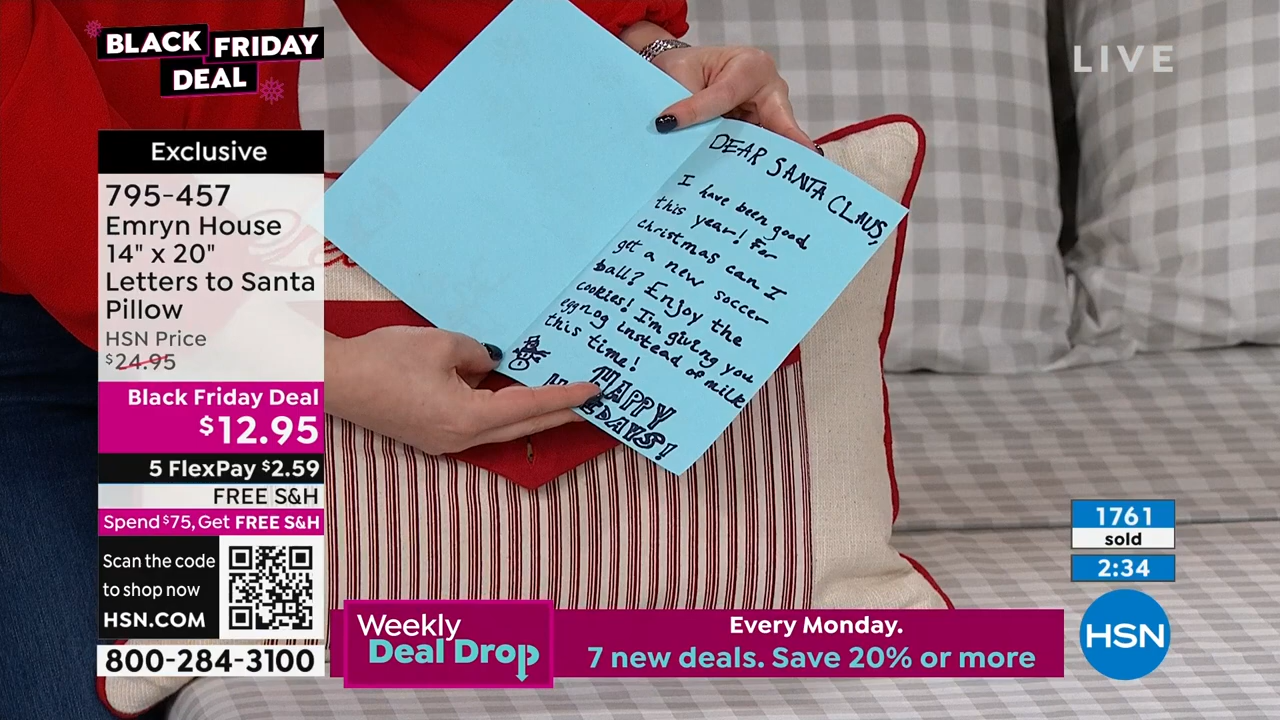 BLACK FRIDAY
DEAL
LIVE
Exclusive
795-457
Emryn House
14" x 20"
Letters to Santa
Pillow
HSN Price
$24.95
Black Friday Deal
$12.95
5 FlexPay $2.59
FREE S&H
Spend $75, Get FREE S&H
Scan the code
to shop now
HSN.COM
800-284-3100
DEAR SANTA CLAUS,
I have been good
this year! For
christmas can I
get a new soccer
ball? Enjoy the
cookies! I'm giving you
eggnog instead of milk
this time!
HAPPY
DAYS!
1761
sold
2:34
HSN
Weekly
Deal Drop
Every Monday.
7 new deals. Save 20% or more